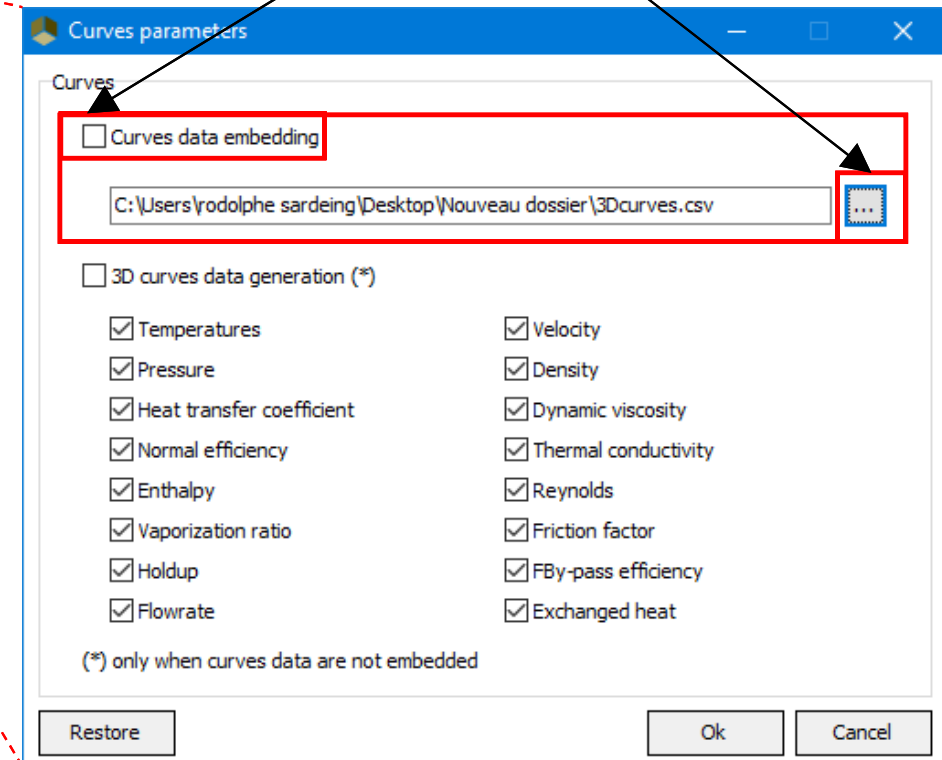 Curves parameters
Curves
Curves data embedding
C:\Users\rodolphe sardeing\Desktop\Nouveau dossier\3Dcurves.csv
...
3D curves data generation (*)
Temperatures Velocity
Pressure Density
Heat transfer coefficient Dynamic viscosity
Normal efficiency Thermal conductivity
Enthalpy Reynolds
Vaporization ratio Friction factor
Holdup FBy-pass efficiency
Flowrate Exchanged heat
(*) only when curves data are not embedded
Restore Ok Cancel